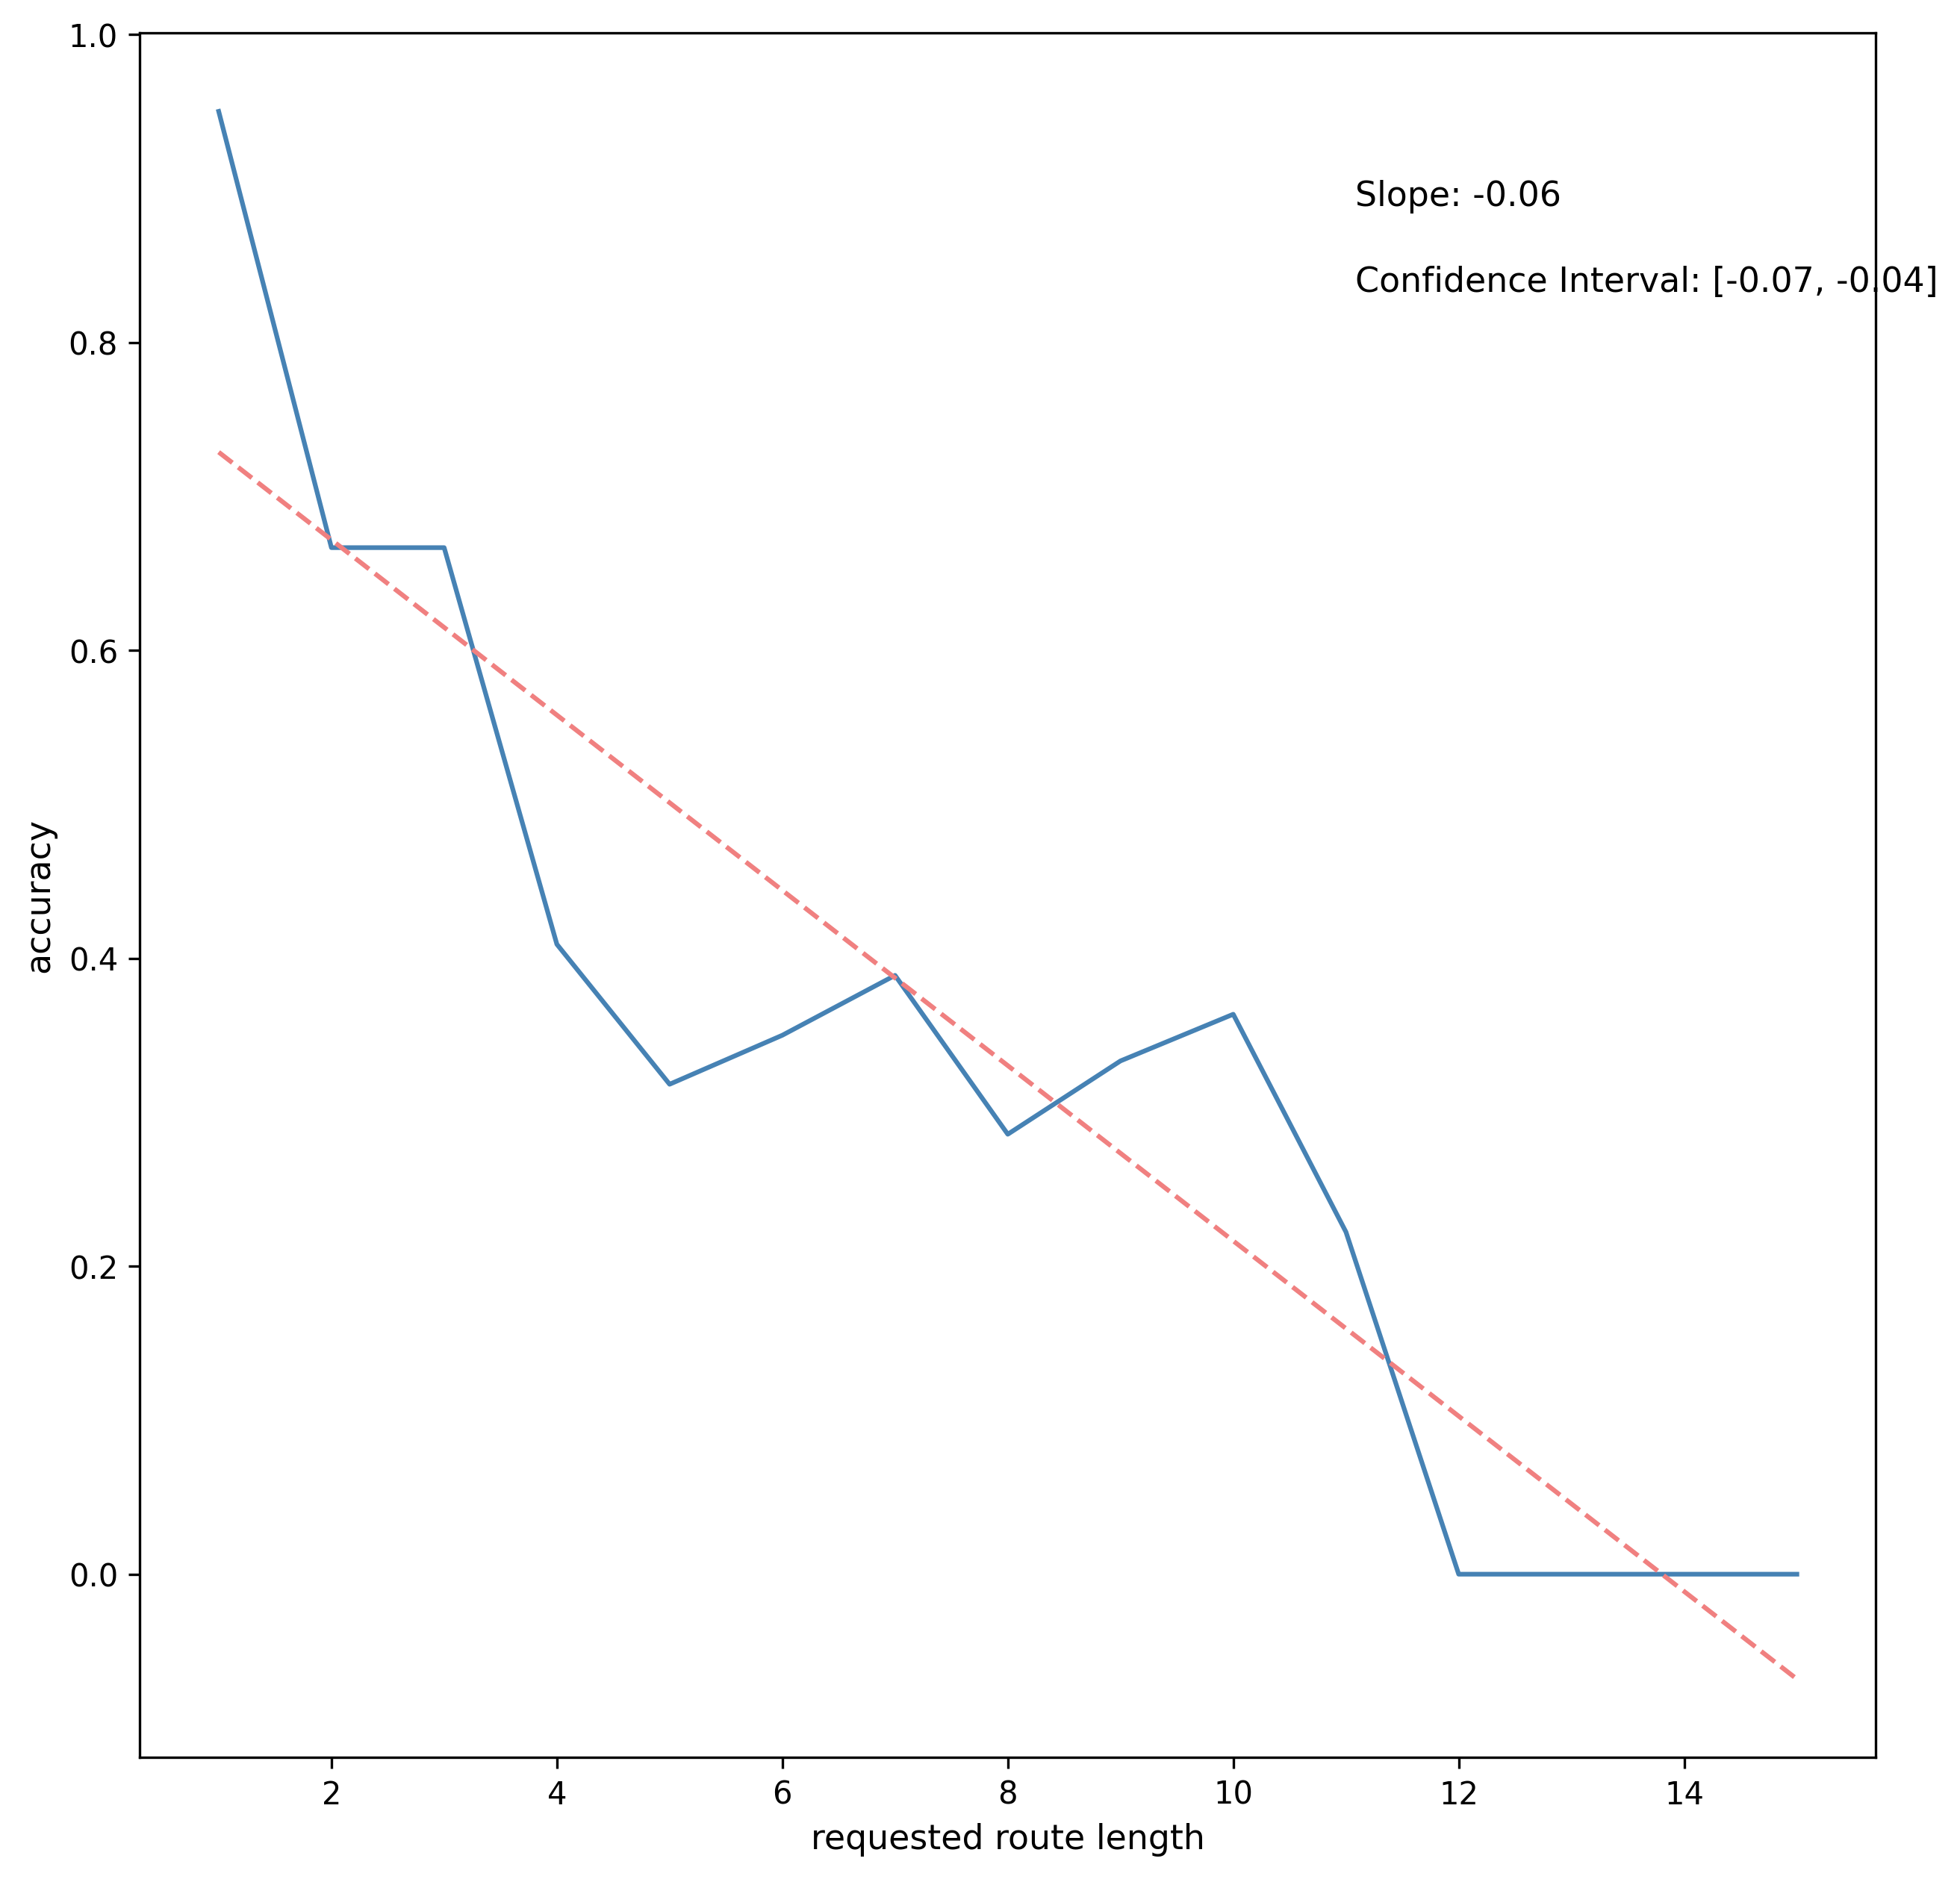 1.0
Slope: -0.06
Confidence Interval: [-0.07, -0.04]
0.8
0.6
accuracy
0.4
0.2
0.0
2 4 6 8 10 12 14
requested route length